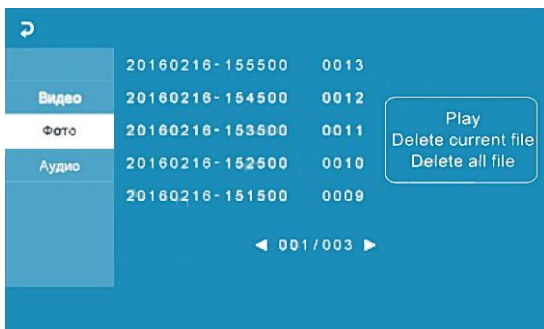 20160216-155500 0013
Видео 20160216-154500 0012
Фото 20160216-153500 0011
Аудио 20160216-152500 0010
20160216-151500 0009
Play
Delete current file
Delete all file
◀ 001/003 ▶